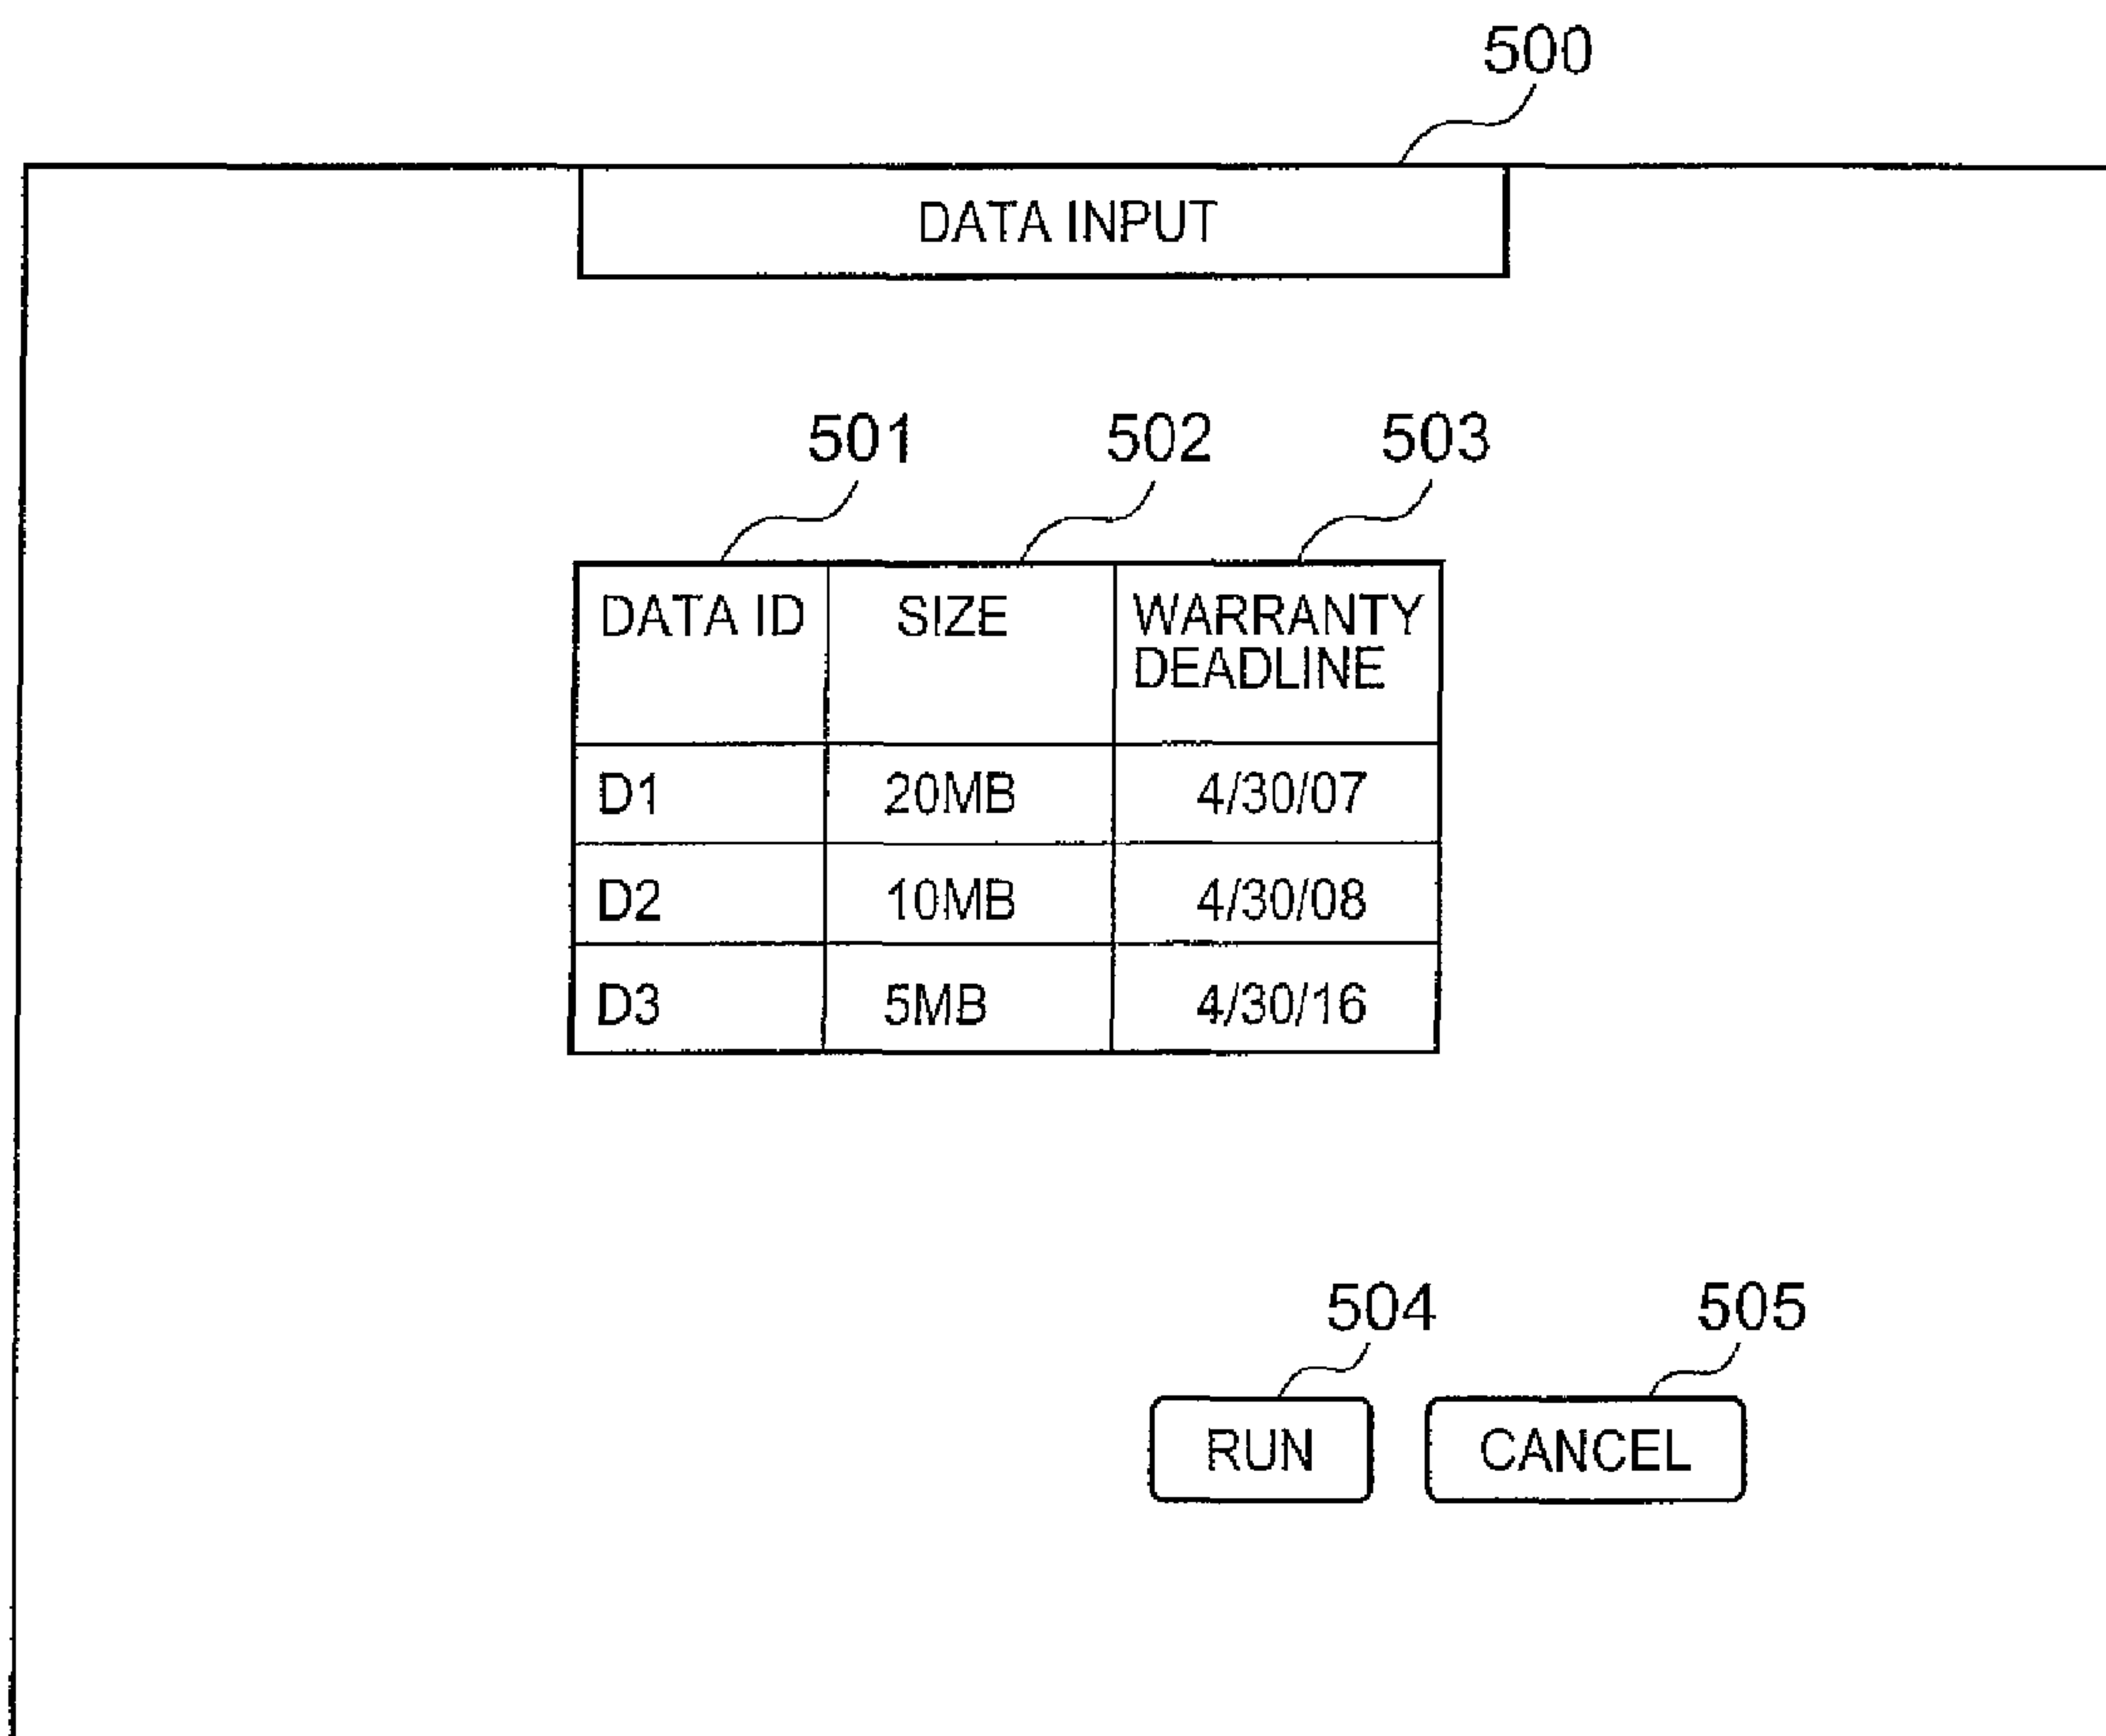 500
DATA INPUT
501 502 503
DATA ID SIZE WARRANTY DEADLINE
D1 20MB 4/30/07
D2 10MB 4/30/08
D3 5MB 4/30/16
504 505
RUN CANCEL